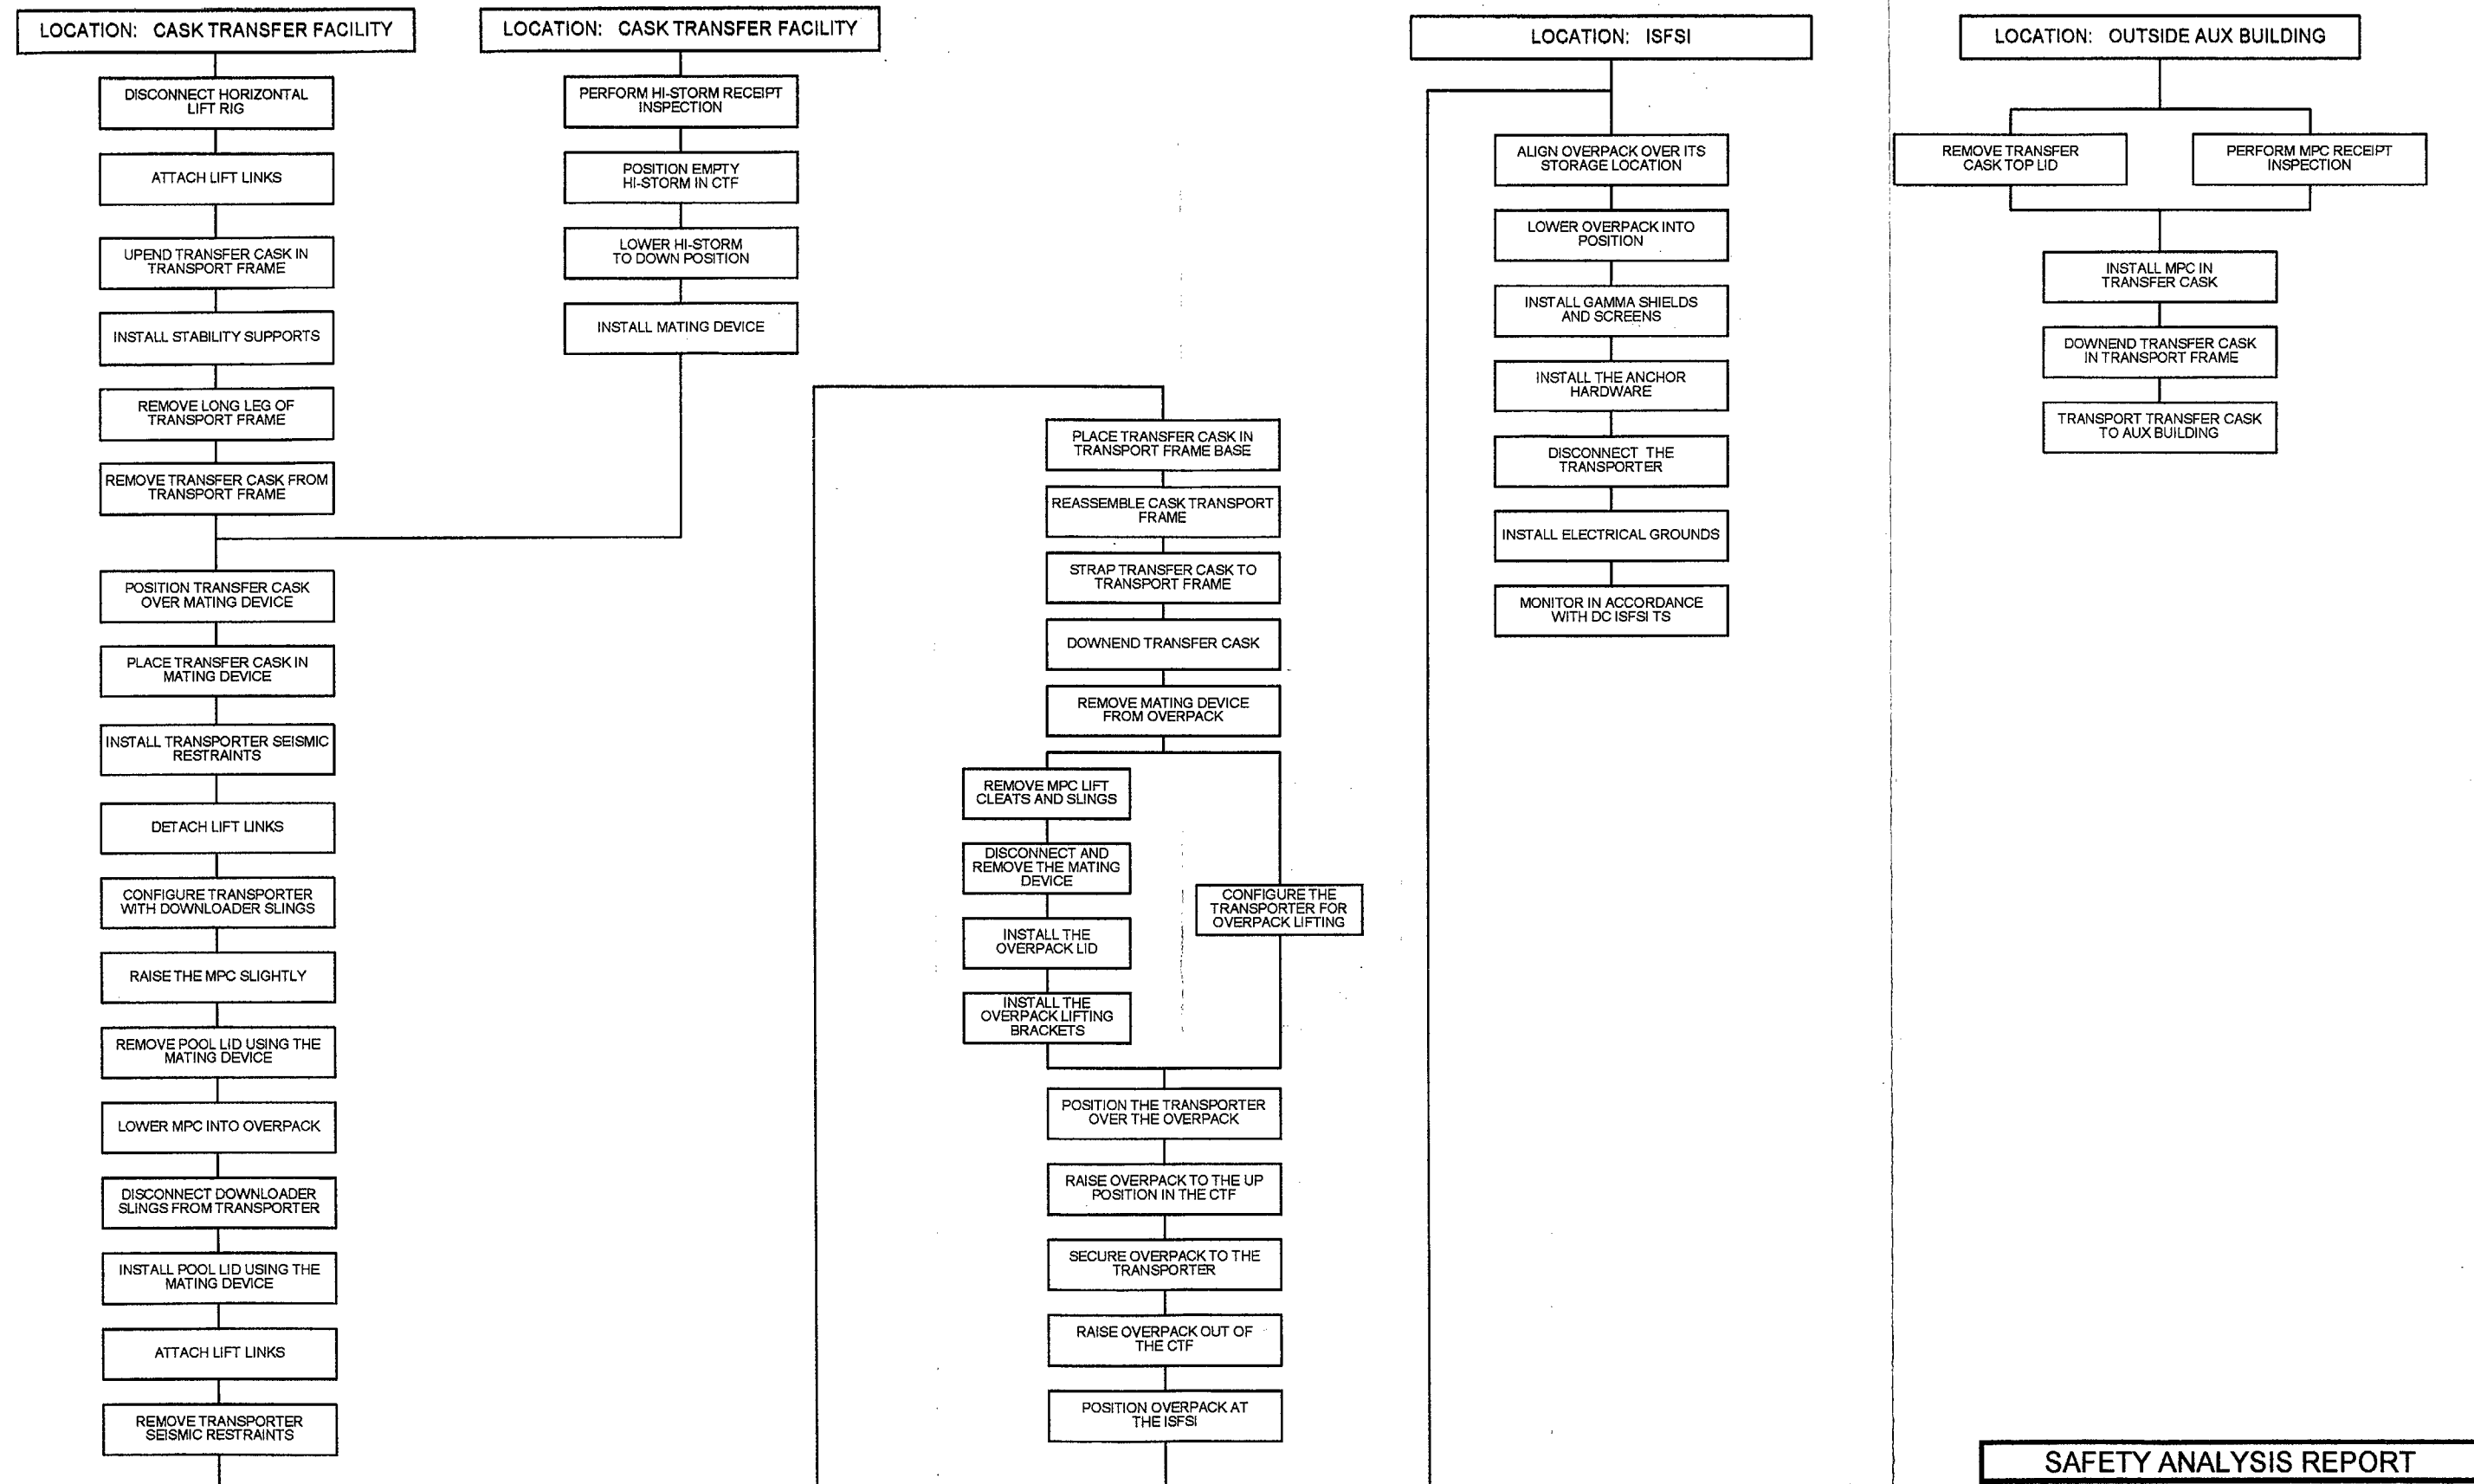 LOCATION: CASK TRANSFER FACILITY
DISCONNECT HORIZONTAL
LIFT RIG
ATTACH LIFT LINKS
UPEND TRANSFER CASK IN
TRANSPORT FRAME
INSTALL STABILITY SUPPORTS
REMOVE LONG LEG OF
TRANSPORT FRAME
REMOVE TRANSFER CASK FROM
TRANSPORT FRAME
POSITION TRANSFER CASK
OVER MATING DEVICE
PLACE TRANSFER CASK IN
MATING DEVICE
INSTALL TRANSPORTER SEISMIC
RESTRAINTS
DETACH LIFT LINKS
CONFIGURE TRANSPORTER
WITH DOWNLOADER SLINGS
RAISE THE MPC SLIGHTLY
REMOVE POOL LID USING THE
MATING DEVICE
LOWER MPC INTO OVERPACK
DISCONNECT DOWNLOADER
SLINGS FROM TRANSPORTER
INSTALL POOL LID USING THE
MATING DEVICE
ATTACH LIFT LINKS
REMOVE TRANSPORTER
SEISMIC RESTRAINTS
LOCATION: CASK TRANSFER FACILITY
PERFORM HI-STORM RECEIPT
INSPECTION
POSITION EMPTY
HI-STORM IN CTF
LOWER HI-STORM
TO DOWN POSITION
INSTALL MATING DEVICE
PLACE TRANSFER CASK IN
TRANSPORT FRAME BASE
REASSEMBLE CASK TRANSPORT
FRAME
STRAP TRANSFER CASK TO
TRANSPORT FRAME
DOWNEND TRANSFER CASK
REMOVE MATING DEVICE
FROM OVERPACK
REMOVE MPC LIFT
CLEATS AND SLINGS
DISCONNECT AND
REMOVE THE MATING
DEVICE
INSTALL THE
OVERPACK LID
INSTALL THE
OVERPACK LIFTING
BRACKETS
CONFIGURE THE
TRANSPORTER FOR
OVERPACK LIFTING
POSITION THE TRANSPORTER
OVER THE OVERPACK
RAISE OVERPACK TO THE UP
POSITION IN THE CTF
SECURE OVERPACK TO THE
TRANSPORTER
RAISE OVERPACK OUT OF
THE CTF
POSITION OVERPACK AT
THE ISFSI
LOCATION: ISFSI
ALIGN OVERPACK OVER ITS
STORAGE LOCATION
LOWER OVERPACK INTO
POSITION
INSTALL GAMMA SHIELDS
AND SCREENS
INSTALL THE ANCHOR
HARDWARE
DISCONNECT THE
TRANSPORTER
INSTALL ELECTRICAL GROUNDS
MONITOR IN ACCORDANCE
WITH DC ISFSI TS
LOCATION: OUTSIDE AUX BUILDING
REMOVE TRANSFER
CASK TOP LID
PERFORM MPC RECEIPT
INSPECTION
INSTALL MPC IN
TRANSFER CASK
DOWNEND TRANSFER CASK
IN TRANSPORT FRAME
TRANSPORT TRANSFER CASK
TO AUX BUILDING
SAFETY ANALYSIS REPORT